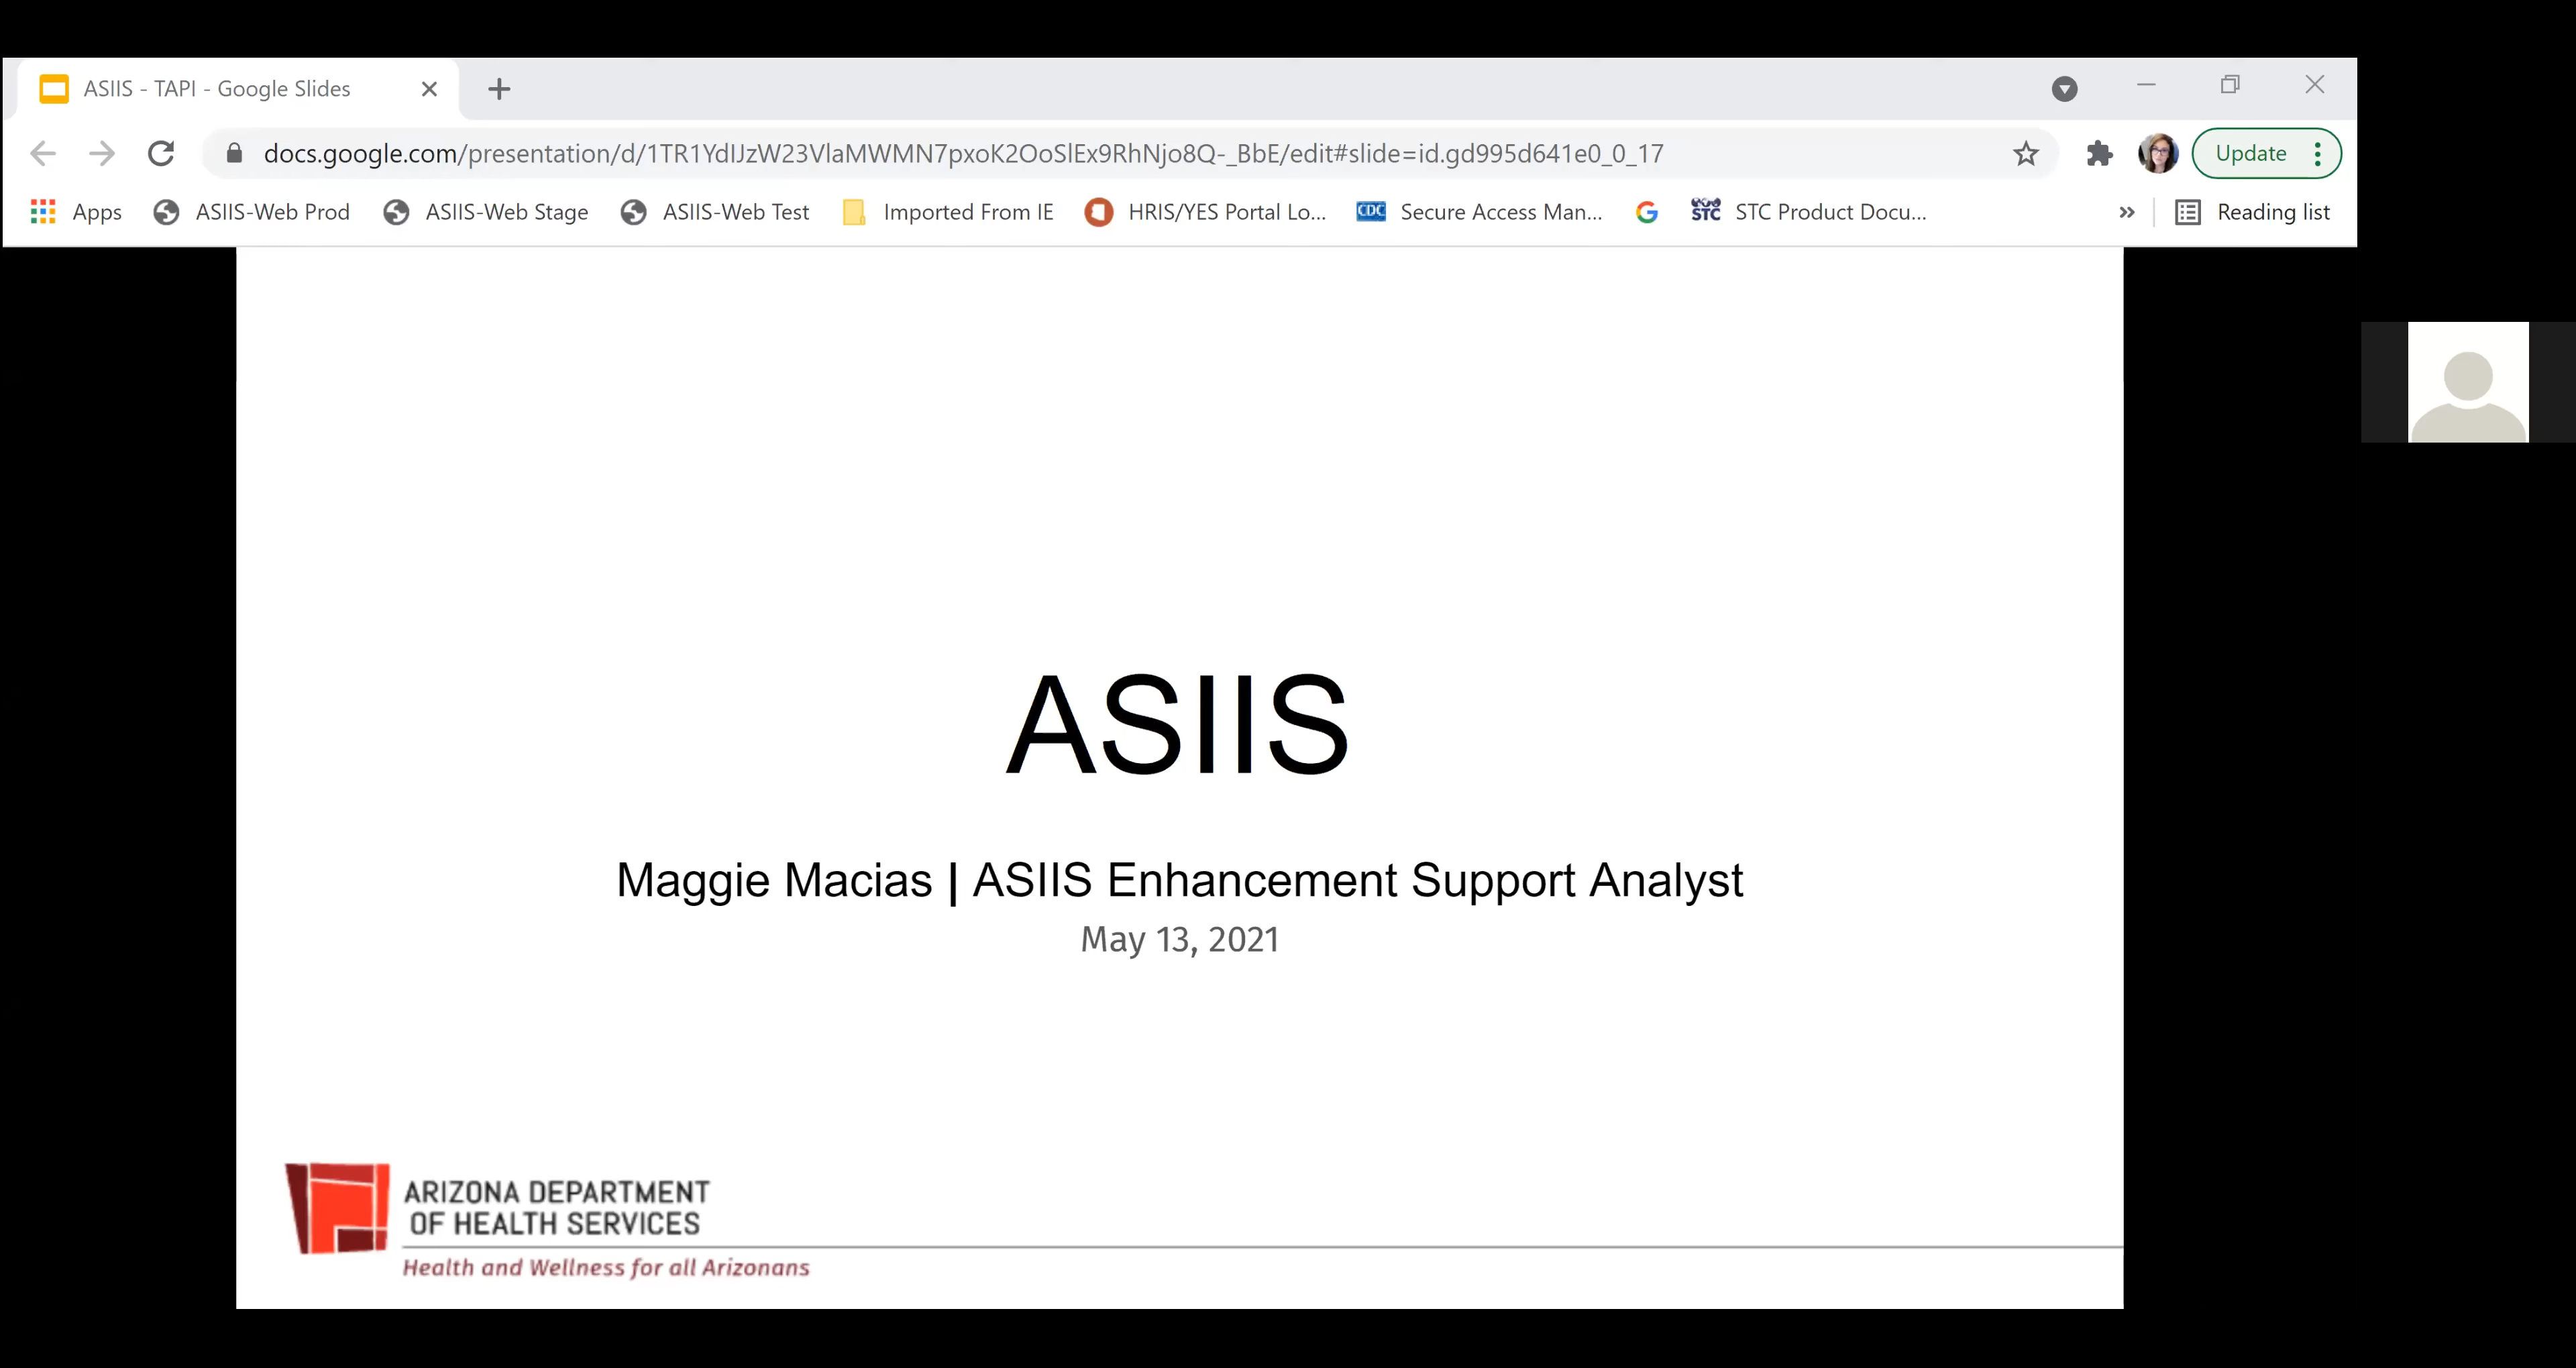 ASIIS - TAPI - Google Slides
docs.google.com/presentation/d/1TR1YdIJzW23VlaMWMN7pxoK2OoSlEx9RhNjo8Q-_BbE/edit#slide=id.gd995d641e0_0_17
Update
Apps ASIIS-Web Prod ASIIS-Web Stage ASIIS-Web Test Imported From IE HRIS/YES Portal Lo... CDC Secure Access Man... G STC STC Product Docu... » Reading list
ASIIS
Maggie Macias | ASIIS Enhancement Support Analyst
May 13, 2021
ARIZONA DEPARTMENT
OF HEALTH SERVICES
Health and Wellness for all Arizonans